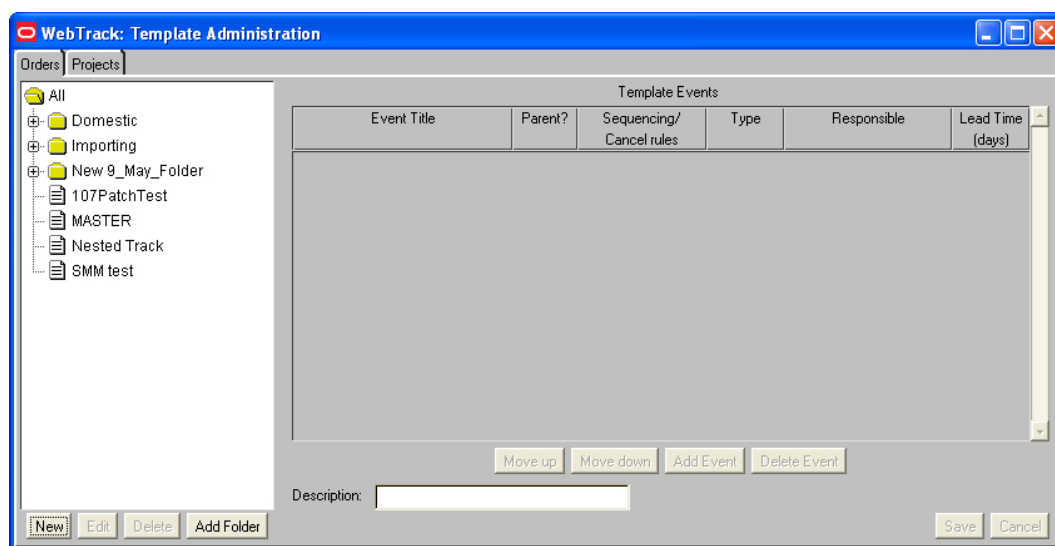 WebTrack: Template Administration
Orders Projects
All
Domestic
Importing
New 9_May_Folder
107PatchTest
MASTER
Nested Track
SMM test
New Edit Delete Add Folder
Template Events
Event Title Parent? Sequencing/ Type Responsible Lead Time
Cancel rules (days)
Move up Move down Add Event Delete Event
Description:
Save Cancel